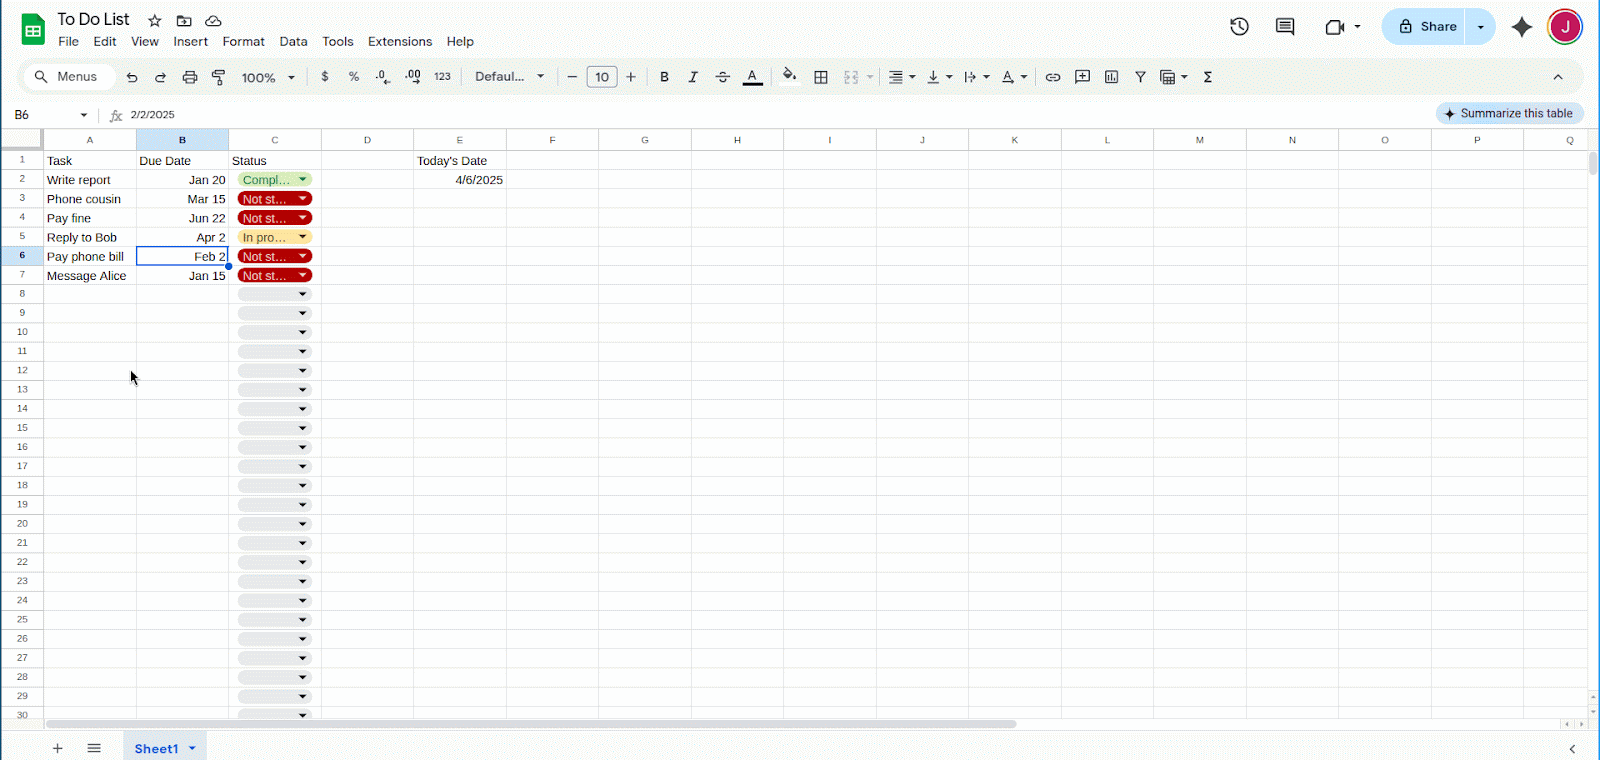 To Do List
J
Share
File Edit View Insert Format Data Tools Extensions Help
Menus 100% $ % .0 .00 123 Defaul... 10 B I S A Σ
B6 fx 2/2/2025 Summarize this table
A B C D E F G H I J K L M N O P Q
1 Task Due Date Status Today's Date
2 Write report Jan 20 Compl... 4/6/2025
3 Phone cousin Mar 15 Not st...
4 Pay fine Jun 22 Not st...
5 Reply to Bob Apr 2 In pro...
6 Pay phone bill Feb 2 Not st...
7 Message Alice Jan 15 Not st...
8
9
10
11
12
13
14
15
16
17
18
19
20
21
22
23
24
25
26
27
28
29
30
Sheet1